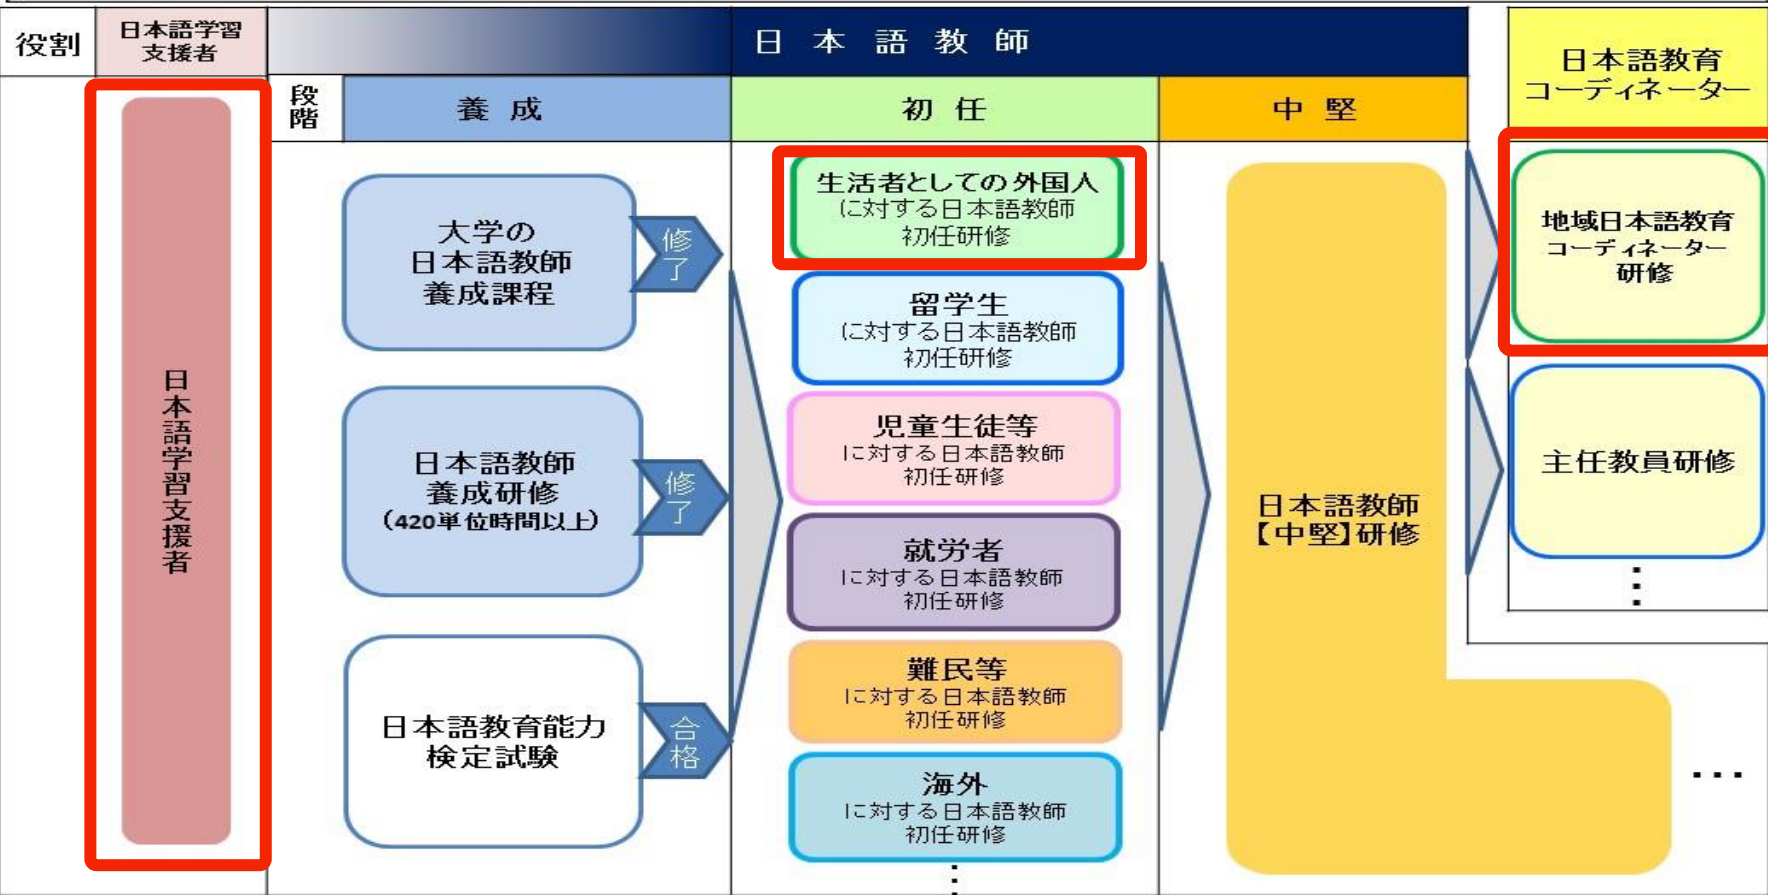 役割
日本語学習
支援者
日本語教師
日本語教育
コーディネーター
段
階
養成
初任
中堅
日本語学習支援者
大学の
日本語教師
養成課程
修
了
日本語教師
養成研修
(420単位時間以上)
修
了
日本語教育能力
検定試験
合
格
生活者としての外国人
に対する日本語教師
初任研修
留学生
に対する日本語教師
初任研修
児童生徒等
に対する日本語教師
初任研修
就労者
に対する日本語教師
初任研修
難民等
に対する日本語教師
初任研修
海外
に対する日本語教師
初任研修
日本語教師
【中堅】研修
地域日本語教育
コーディネーター
研修
主任教員研修